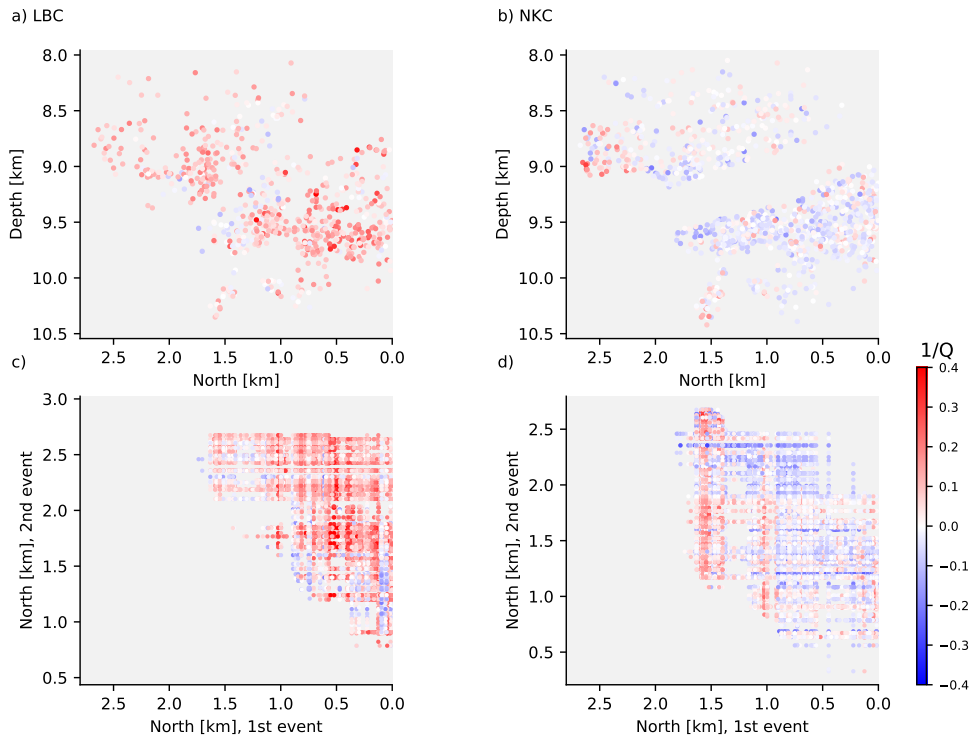 a) LBC
b) NKC
8.0
8.5
9.0
9.5
10.0
10.5
Depth [km]
2.5 2.0 1.5 1.0 0.5 0.0
North [km]
8.0
8.5
9.0
9.5
10.0
10.5
Depth [km]
2.5 2.0 1.5 1.0 0.5 0.0
North [km]
c)
3.0
2.5
2.0
1.5
1.0
0.5
North [km], 2nd event
2.5 2.0 1.5 1.0 0.5 0.0
North [km], 1st event
d)
2.5
2.0
1.5
1.0
0.5
North [km], 2nd event
2.5 2.0 1.5 1.0 0.5 0.0
North [km], 1st event
1/Q
0.4
0.3
0.2
0.1
0.0
−0.1
−0.2
−0.3
−0.4